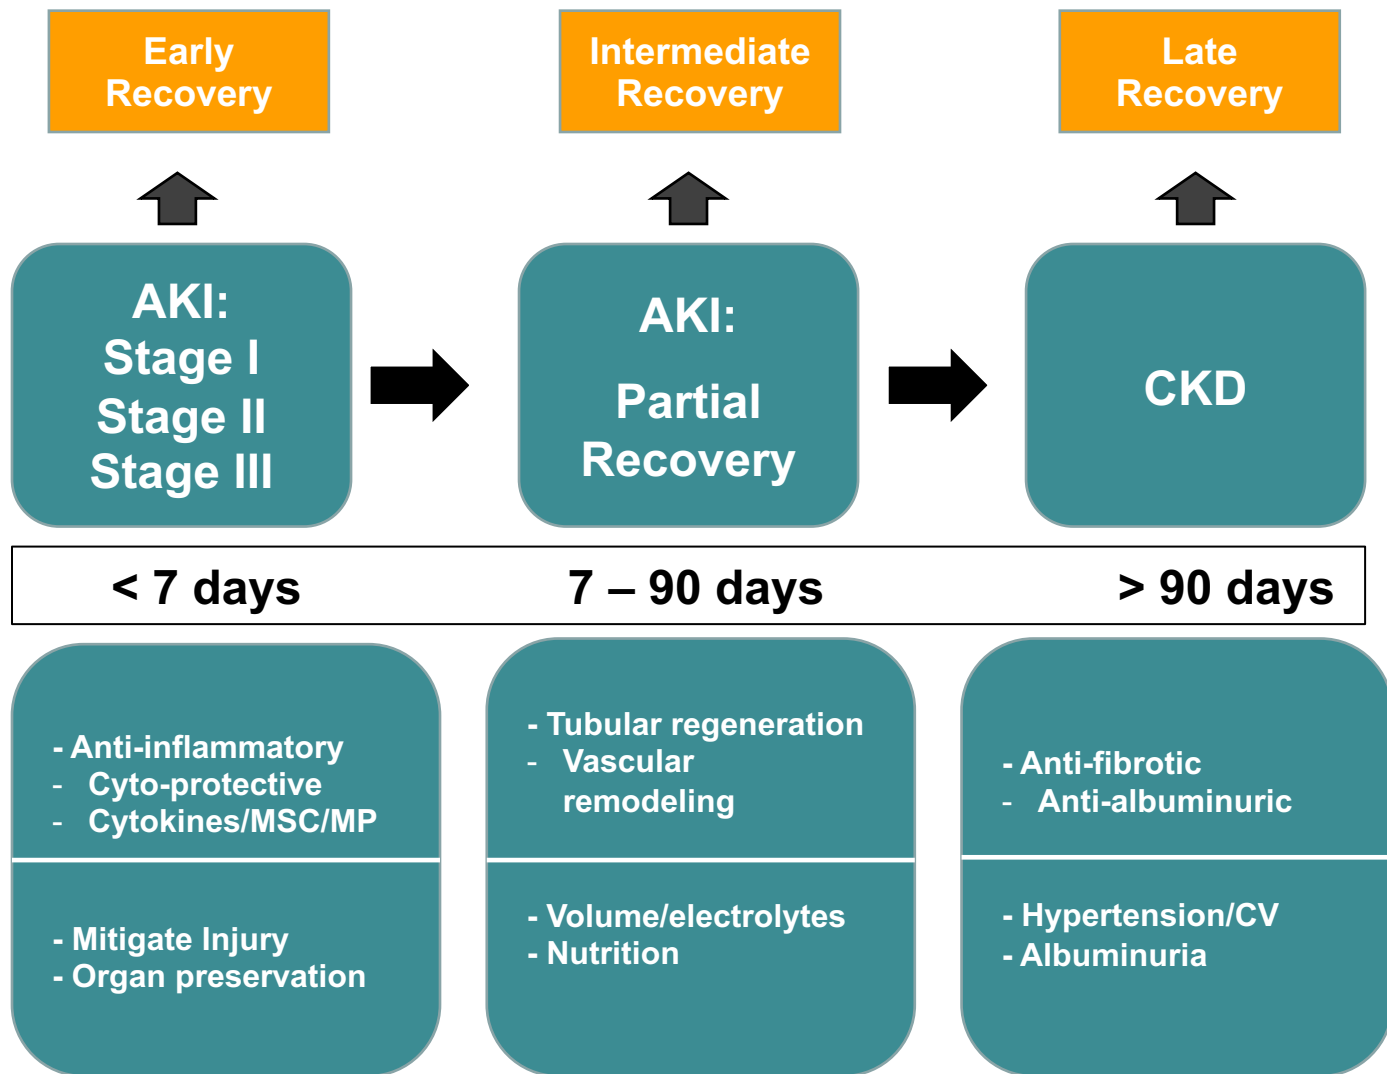 Early
Recovery
Intermediate
Recovery
Late
Recovery
AKI:
Stage I
Stage II
Stage III
AKI:
Partial
Recovery
CKD
< 7 days
7 – 90 days
> 90 days
- Anti-inflammatory
- Cyto-protective
- Cytokines/MSC/MP
- Mitigate Injury
- Organ preservation
- Tubular regeneration
- Vascular
remodeling
- Volume/electrolytes
- Nutrition
- Anti-fibrotic
- Anti-albuminuric
- Hypertension/CV
- Albuminuria